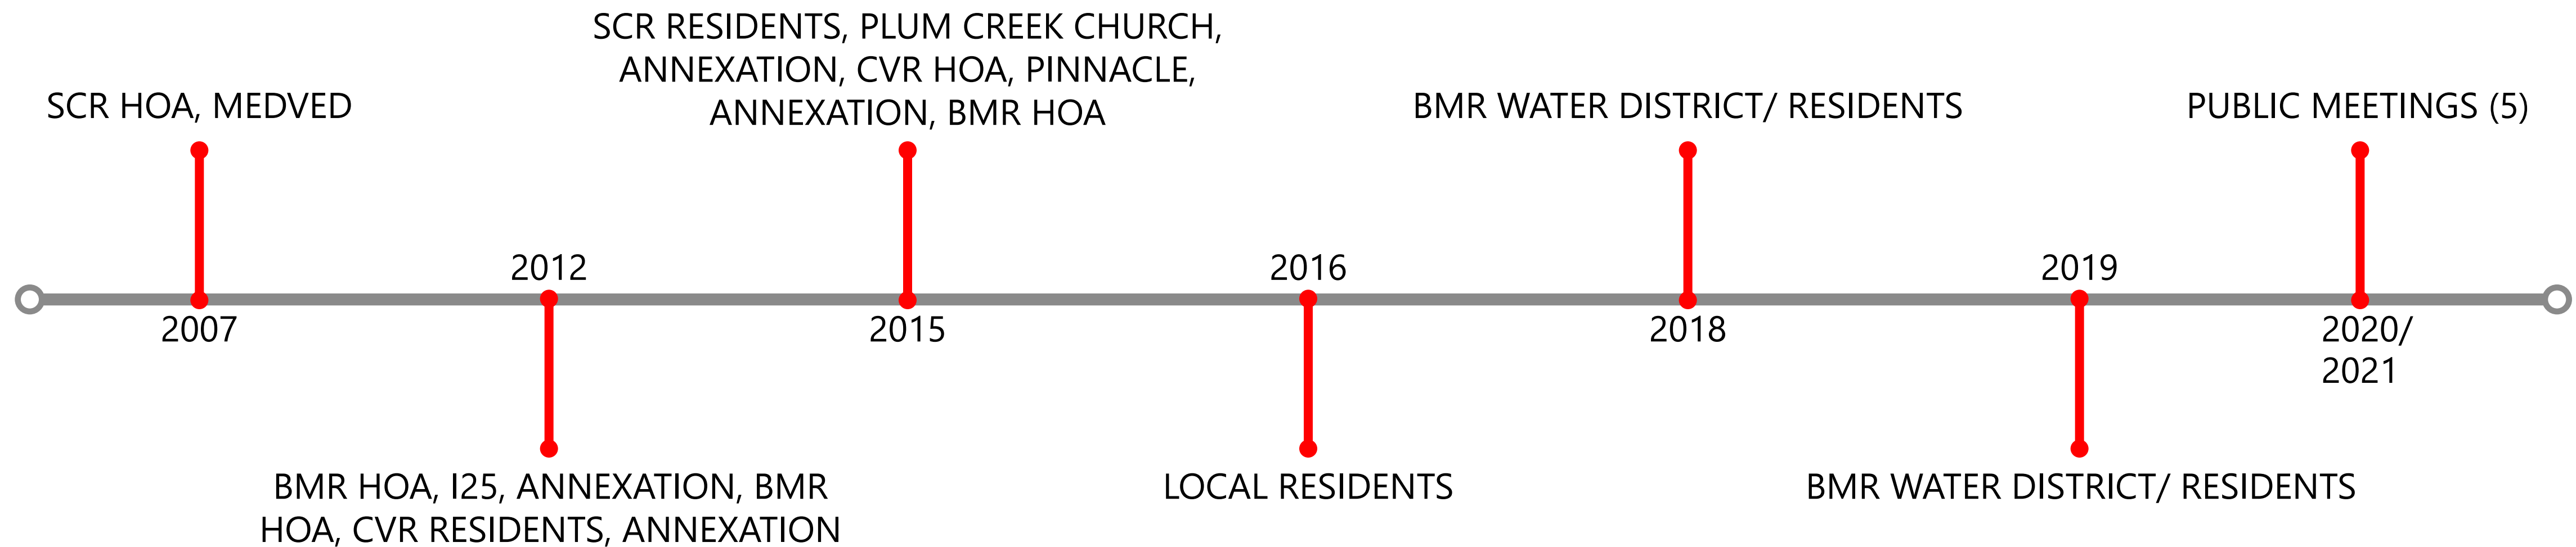 SCR HOA, MEDVED
2007
2012
BMR HOA, I25, ANNEXATION, BMR
HOA, CVR RESIDENTS, ANNEXATION
SCR RESIDENTS, PLUM CREEK CHURCH,
ANNEXATION, CVR HOA, PINNACLE,
ANNEXATION, BMR HOA
2015
2016
LOCAL RESIDENTS
BMR WATER DISTRICT/ RESIDENTS
2018
2019
BMR WATER DISTRICT/ RESIDENTS
PUBLIC MEETINGS (5)
2020/
2021